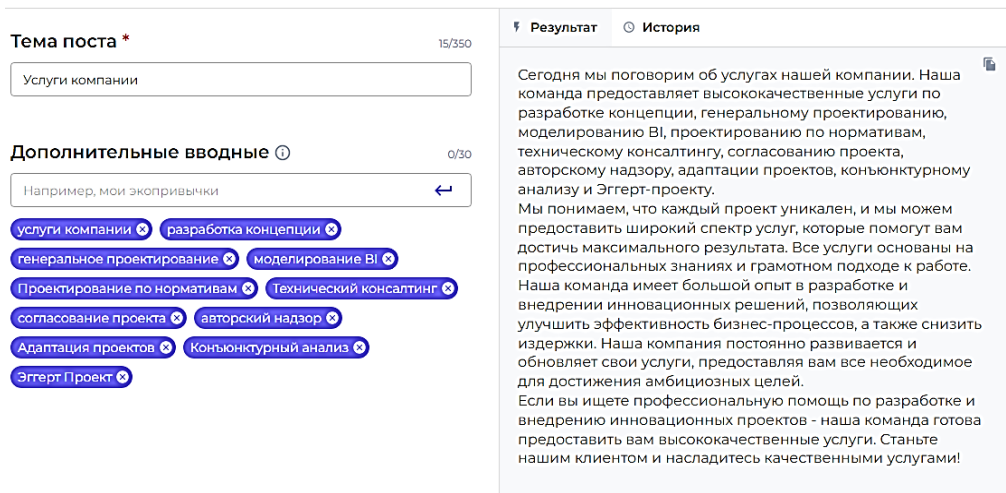 Тема поста *
15/350
Услуги компании
Дополнительные вводные
0/30
Например, мои экопривычки
услуги компании
разработка концепции
генеральное проектирование
моделирование BI
Проектирование по нормативам
Технический консалтинг
согласование проекта
авторский надзор
Адаптация проектов
Конъюнктурный анализ
Эггерт Проект
Результат
История
Сегодня мы поговорим об услугах нашей компании. Наша
команда предоставляет высококачественные услуги по
разработке концепции, генеральному проектированию,
моделированию BI, проектированию по нормативам,
техническому консалтингу, согласованию проекта,
авторскому надзору, адаптации проектов, конъюнктурному
анализу и Эггерт-проекту.
Мы понимаем, что каждый проект уникален, и мы можем
предоставить широкий спектр услуг, которые помогут вам
достичь максимального результата. Все услуги основаны на
профессиональных знаниях и грамотном подходе к работе.
Наша команда имеет большой опыт в разработке и
внедрении инновационных решений, позволяющих
улучшить эффективность бизнес-процессов, а также снизить
издержки. Наша компания постоянно развивается и
обновляет свои услуги, предоставляя вам все необходимое
для достижения амбициозных целей.
Если вы ищете профессиональную помощь по разработке и
внедрению инновационных проектов - наша команда готова
предоставить вам высококачественные услуги. Станьте
нашим клиентом и насладитесь качественными услугами!